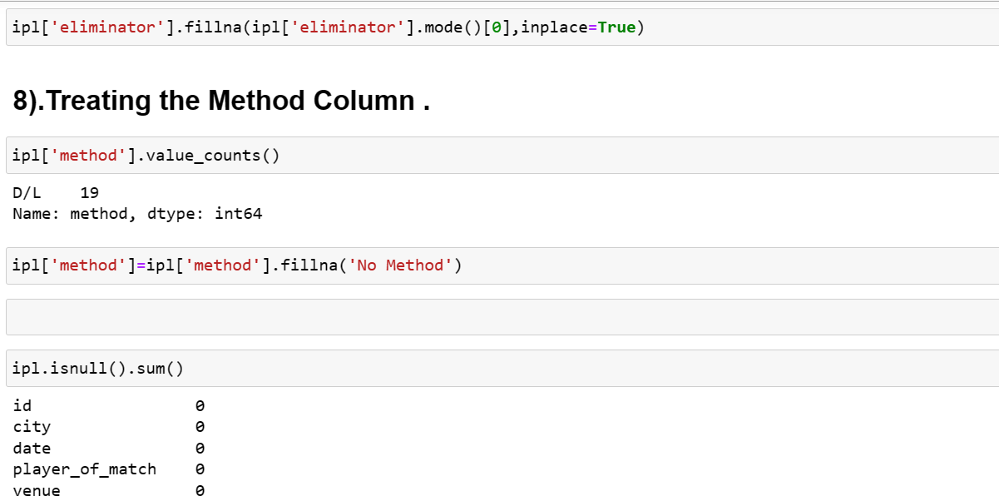 ipl['eliminator'].fillna(ipl['eliminator'].mode()[0],inplace=True)
8).Treating the Method Column .
ipl['method'].value_counts()
D/L    19
Name: method, dtype: int64
ipl['method']=ipl['method'].fillna('No Method')
ipl.isnull().sum()
id                 0
city               0
date               0
player_of_match    0
venue              0